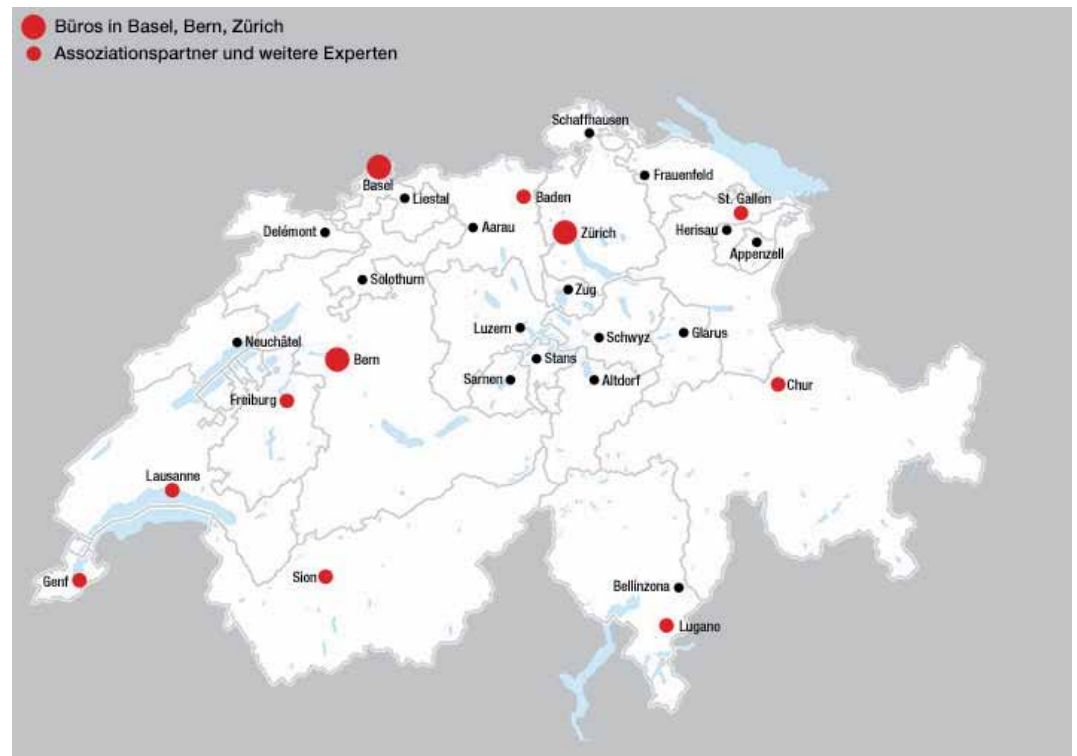 Büros in Basel, Bern, Zürich
Assoziationspartner und weitere Experten
Schaffhausen
Frauenfeld
Basel
Liestal
Baden
St. Gallen
Delémont
Aarau
Zürich
Herisau
Appenzell
Solothurn
Zug
Neuchâtel
Luzern
Schwyz
Glarus
Bern
Stans
Sarnen
Altdorf
Chur
Freiburg
Lausanne
Genf
Sion
Bellinzona
Lugano